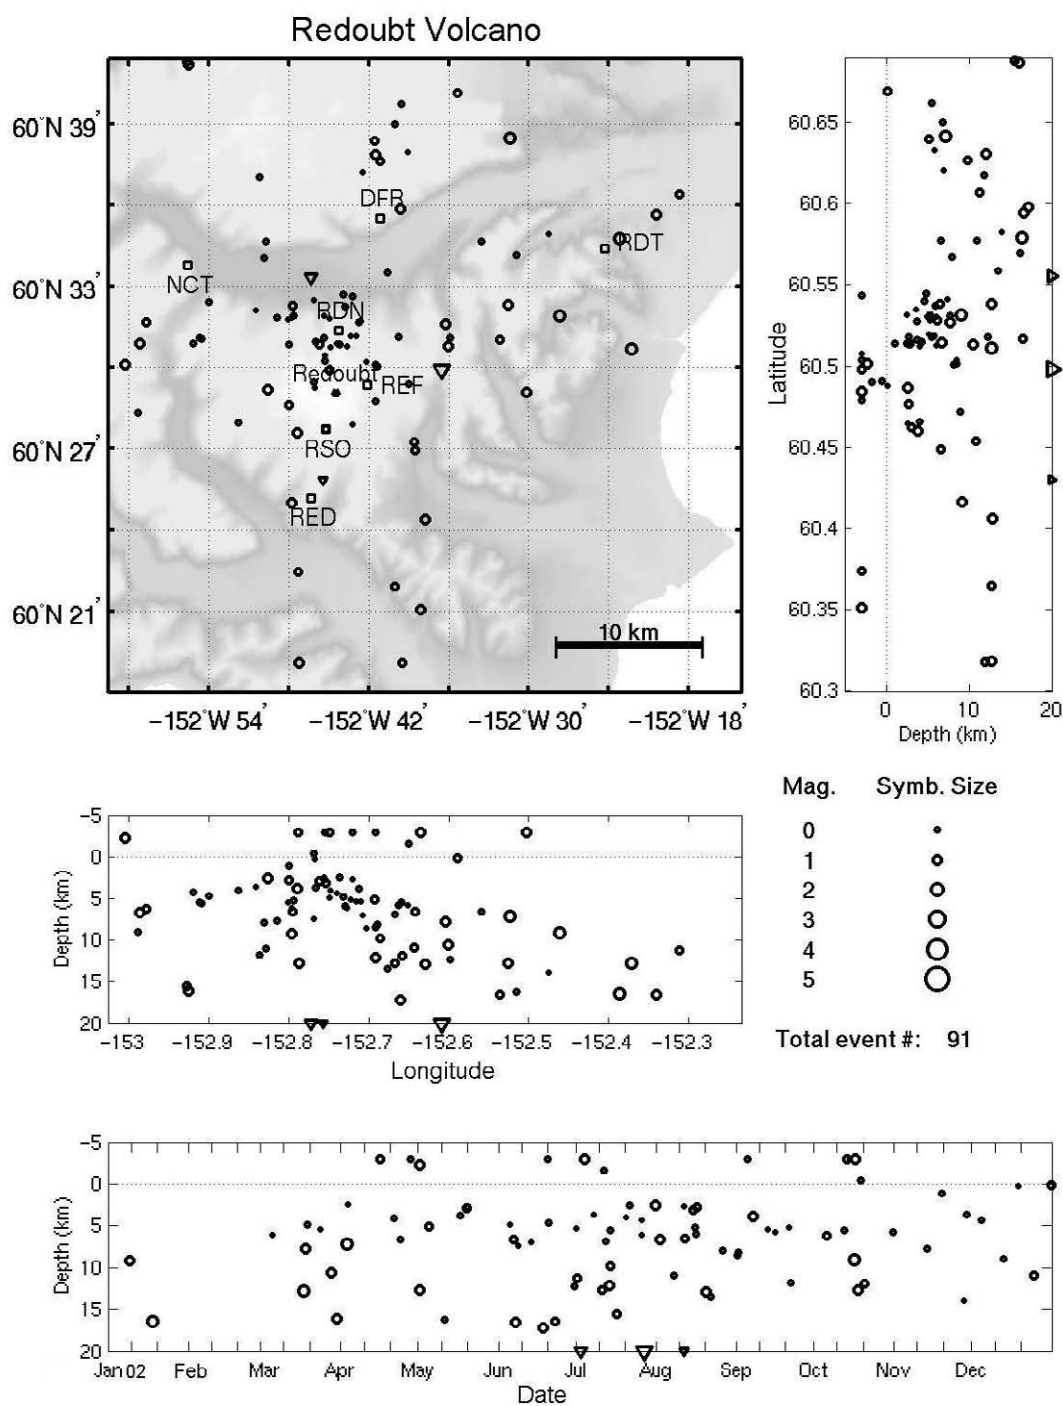 Redoubt Volcano
60°N 39'
60°N 33'
60°N 27'
60°N 21'
DFR
RDT
NCT
RDN
Redoubt
REF
RSO
RED
10 km
−152°W 54'
−152°W 42'
−152°W 30'
−152°W 18'
60.65
60.6
60.55
60.5
60.45
60.4
60.35
60.3
Latitude
0 10 20
Depth (km)
−5
0
5
10
15
20
Depth (km)
−153 −152.9 −152.8 −152.7 −152.6 −152.5 −152.4 −152.3
Longitude
Mag. Symb. Size
0
1
2
3
4
5
Total event #: 91
−5
0
5
10
15
20
Depth (km)
Jan 02 Feb Mar Apr May Jun Jul Aug Sep Oct Nov Dec
Date